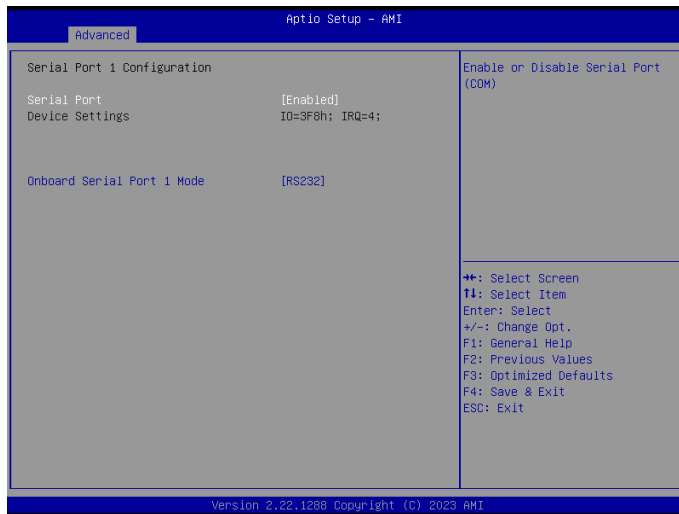 Aptio Setup – AMI
Advanced
Serial Port 1 Configuration
Serial Port [Enabled]
Device Settings IO=3F8h; IRQ=4;
Onboard Serial Port 1 Mode [RS232]
Enable or Disable Serial Port
(COM)
→←: Select Screen
↑↓: Select Item
Enter: Select
+/-: Change Opt.
F1: General Help
F2: Previous Values
F3: Optimized Defaults
F4: Save & Exit
ESC: Exit
Version 2.22.1288 Copyright (C) 2023 AMI